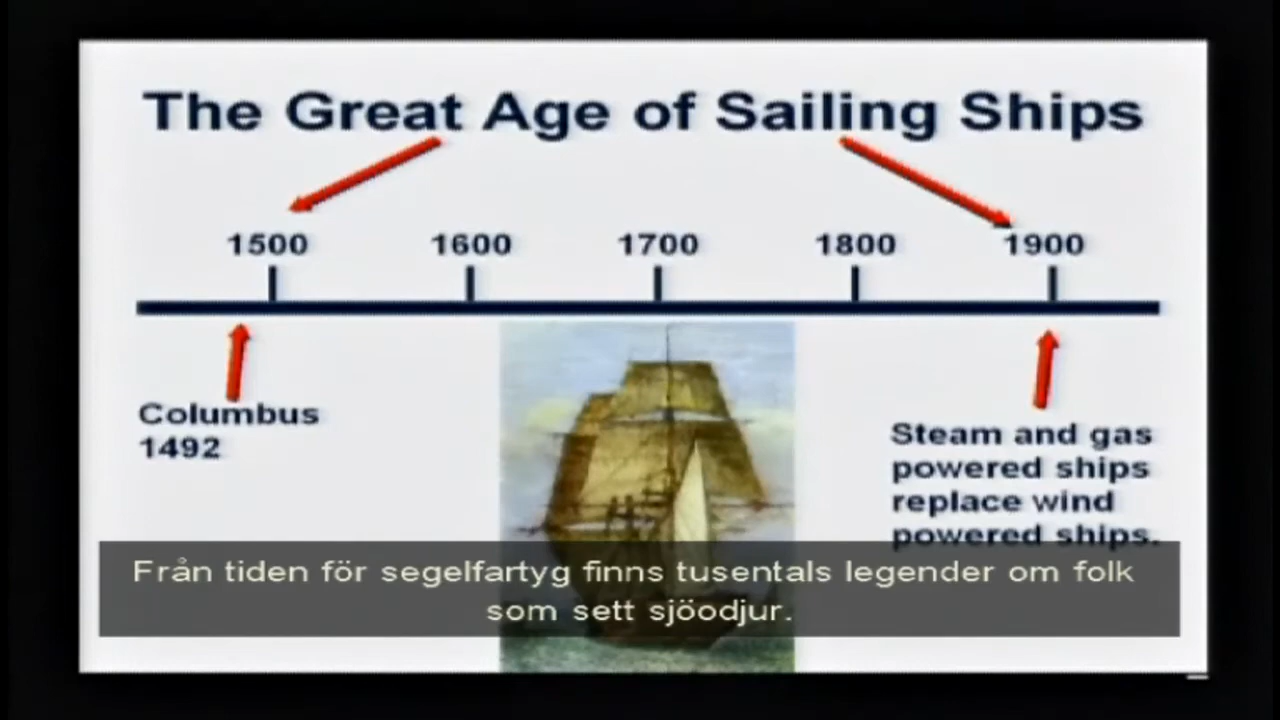 The Great Age of Sailing Ships
1500 1600 1700 1800 1900
Columbus
1492
Steam and gas
powered ships
replace wind
powered ships.
Från tiden för segelfartyg finns tusentals legender om folk
som sett sjöodjur.